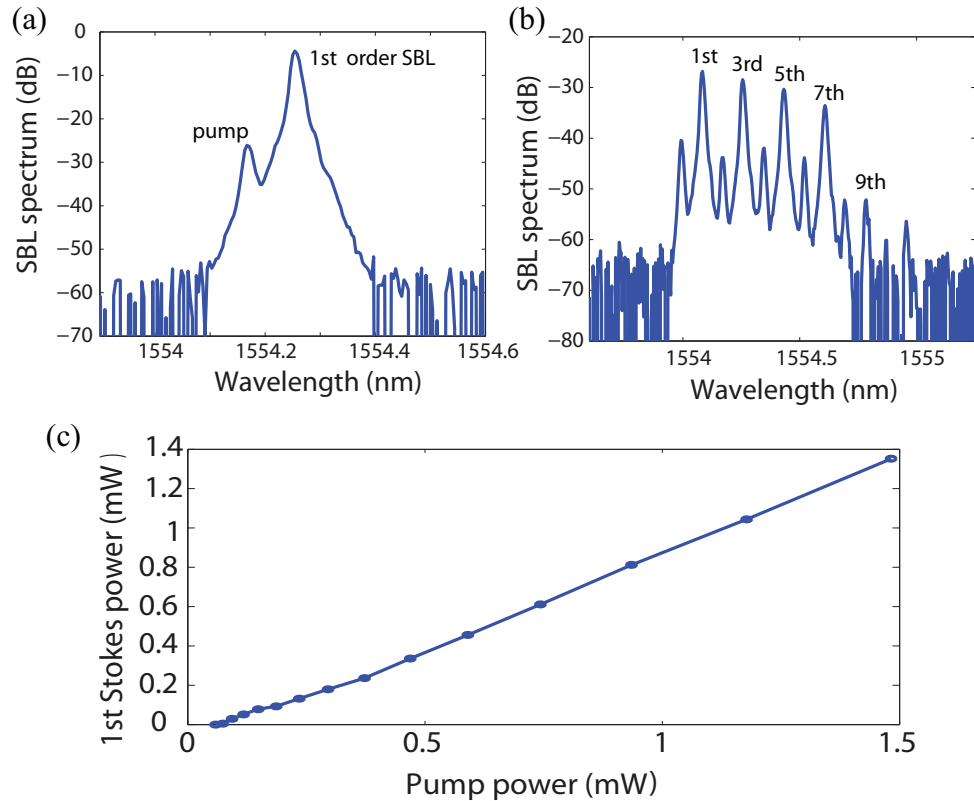 (a)
0
−10
−20
−30
−40
−50
−60
−70
SBL spectrum (dB)
pump
1st order SBL
1554
1554.2
1554.4
1554.6
Wavelength (nm)
(b)
−20
−30
−40
−50
−60
−70
−80
SBL spectrum (dB)
1st
3rd
5th
7th
9th
1554
1554.5
1555
Wavelength (nm)
(c)
1.4
1.2
1
0.8
0.6
0.4
0.2
0
1st Stokes power (mW)
0
0.5
1
1.5
Pump power (mW)